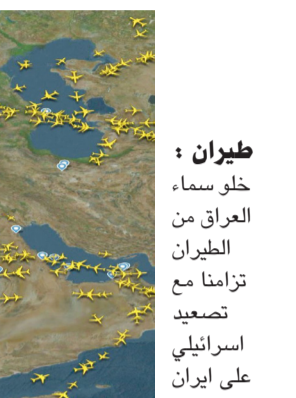 طيران :
خلو سماء
العراق من
الطيران
تزامنا مع
تصعيد
اسرائيلي
على ايران